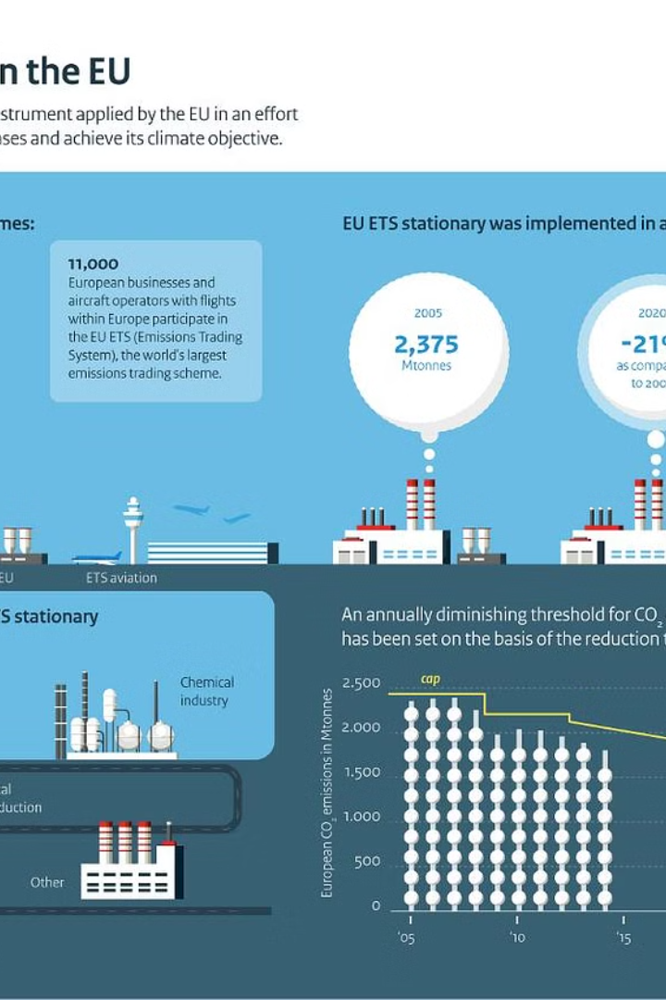 n the EU
strument applied by the EU in an effort
ses and achieve its climate objective.
mes:
11,000
European businesses and
aircraft operators with flights
within Europe participate in
the EU ETS (Emissions Trading
System), the world's largest
emissions trading scheme.
EU ETS stationary was implemented in a
2005
2,375
Mtonnes
2020
-21%
as compa
to 200
EU
ETS aviation
S stationary
Chemical
industry
al
duction
Other
An annually diminishing threshold for CO₂
has been set on the basis of the reduction t
cap
European CO₂ emissions in Mtonnes
2.500
2.000
1.500
1.000
500
0
'05
'10
'15